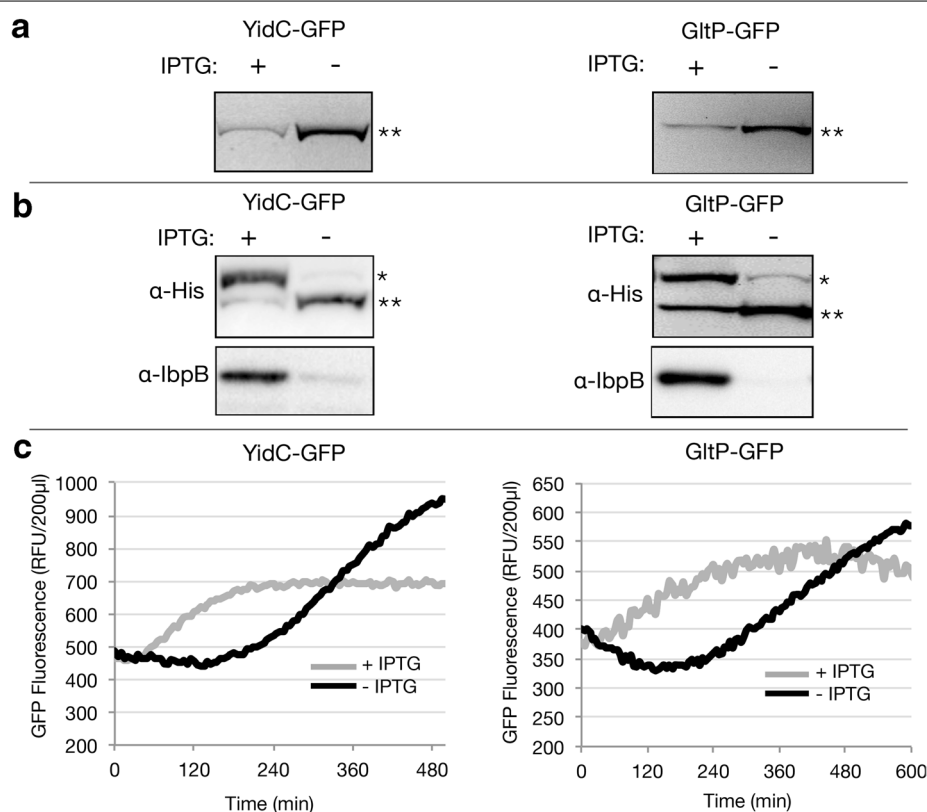 a
YidC-GFP
GltP-GFP
IPTG: + -
IPTG: + -
**
**
b
YidC-GFP
GltP-GFP
IPTG: + -
IPTG: + -
α-His
*
**
α-His
*
**
α-IbpB
α-IbpB
c
YidC-GFP
GltP-GFP
GFP Fluorescence (RFU/200µl)
1000
900
800
700
600
500
400
300
200
+ IPTG
- IPTG
0 120 240 360 480
Time (min)
GFP Fluorescence (RFU/200µl)
650
600
550
500
450
400
350
300
250
200
+ IPTG
- IPTG
0 120 240 360 480 600
Time (min)